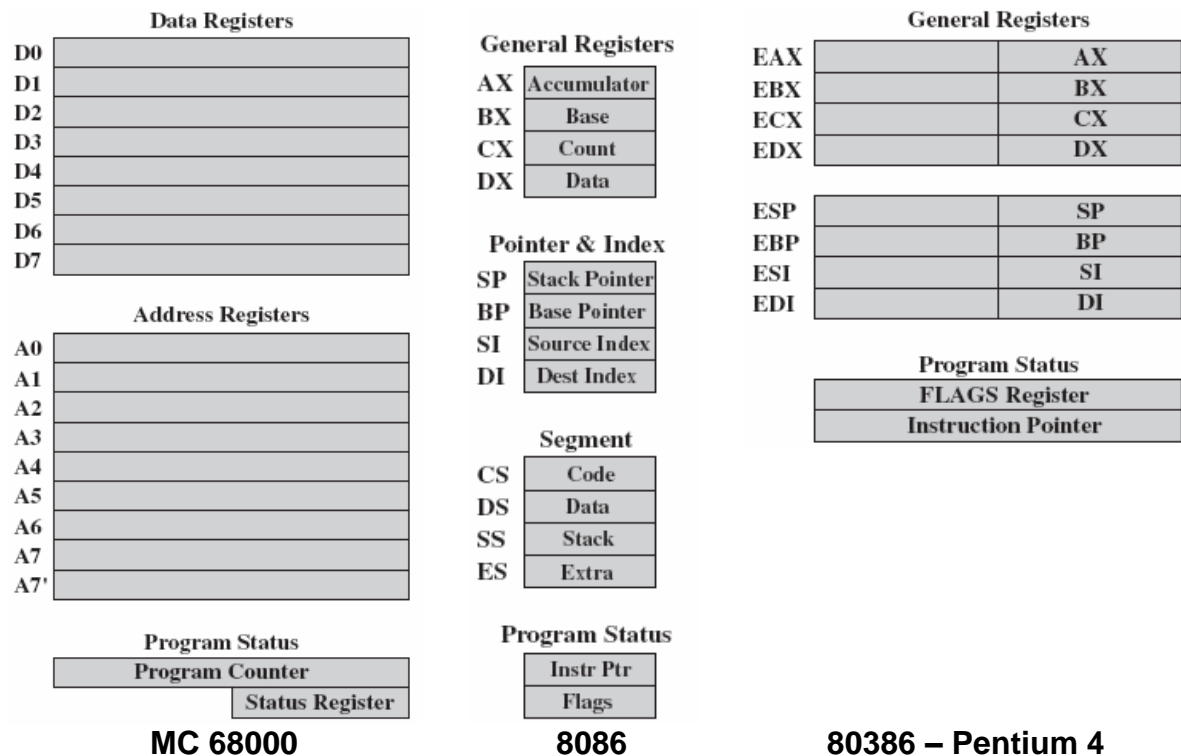 Data Registers
D0
D1
D2
D3
D4
D5
D6
D7
Address Registers
A0
A1
A2
A3
A4
A5
A6
A7
A7'
Program Status
Program Counter
Status Register
MC 68000
General Registers
AX Accumulator
BX Base
CX Count
DX Data
Pointer & Index
SP Stack Pointer
BP Base Pointer
SI Source Index
DI Dest Index
Segment
CS Code
DS Data
SS Stack
ES Extra
Program Status
Instr Ptr
Flags
8086
General Registers
EAX AX
EBX BX
ECX CX
EDX DX
ESP SP
EBP BP
ESI SI
EDI DI
Program Status
FLAGS Register
Instruction Pointer
80386 – Pentium 4